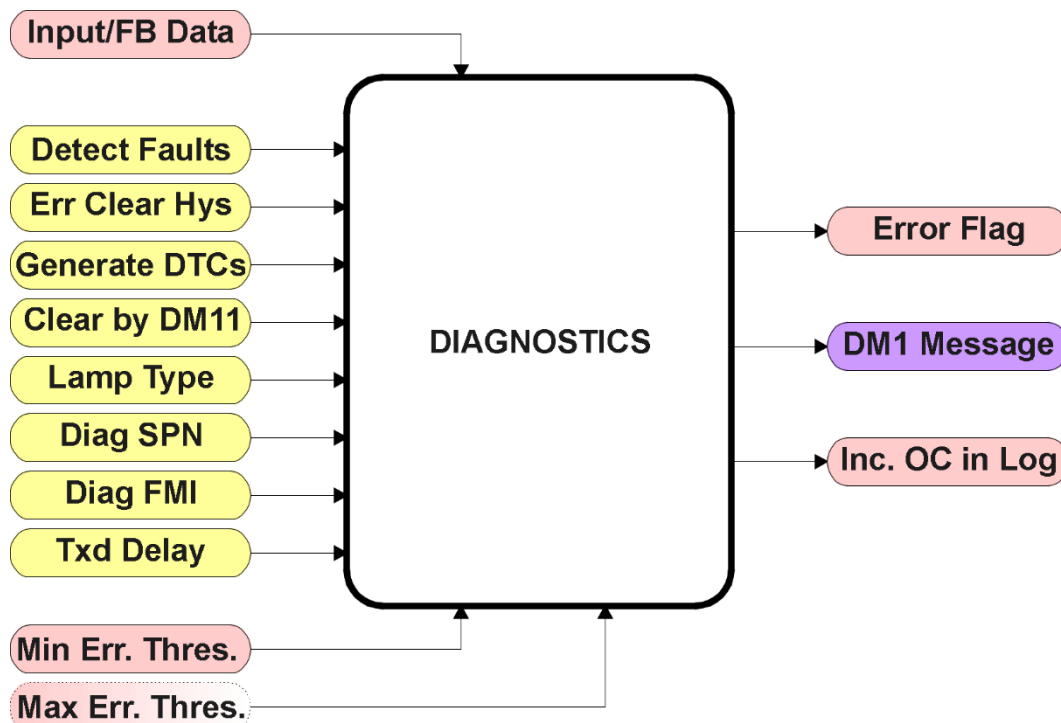 Input/FB Data
Detect Faults
Err Clear Hys
Generate DTCs
Clear by DM11
Lamp Type
Diag SPN
Diag FMI
Txd Delay
Min Err. Thres.
Max Err. Thres.
DIAGNOSTICS
Error Flag
DM1 Message
Inc. OC in Log